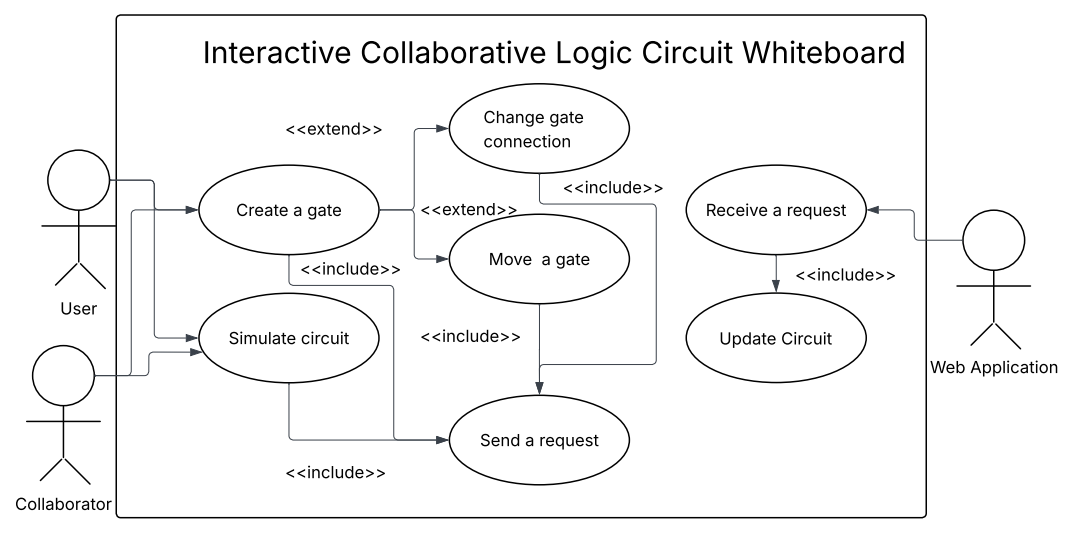 Interactive Collaborative Logic Circuit Whiteboard
Change gate
connection
<<extend>>
<<include>>
Create a gate
<<extend>>
Receive a request
Move  a gate
<<include>>
<<include>>
User
Simulate circuit
<<include>>
Update Circuit
Web Application
Send a request
<<include>>
Collaborator